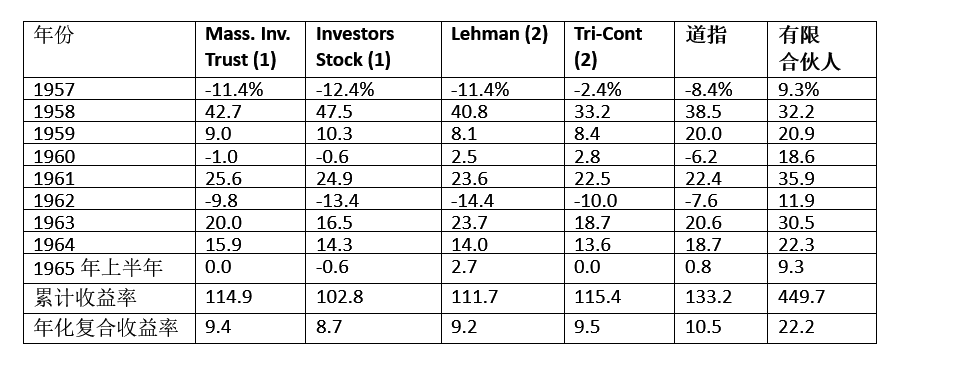 年份 Mass. Inv. Trust (1) Investors Stock (1) Lehman (2) Tri-Cont (2) 道指 有限合伙人
1957 -11.4% -12.4% -11.4% -2.4% -8.4% 9.3%
1958 42.7 47.5 40.8 33.2 38.5 32.2
1959 9.0 10.3 8.1 8.4 20.0 20.9
1960 -1.0 -0.6 2.5 2.8 -6.2 18.6
1961 25.6 24.9 23.6 22.5 22.4 35.9
1962 -9.8 -13.4 -14.4 -10.0 -7.6 11.9
1963 20.0 16.5 23.7 18.7 20.6 30.5
1964 15.9 14.3 14.0 13.6 18.7 22.3
1965 年上半年 0.0 -0.6 2.7 0.0 0.8 9.3
累计收益率 114.9 102.8 111.7 115.4 133.2 449.7
年化复合收益率 9.4 8.7 9.2 9.5 10.5 22.2